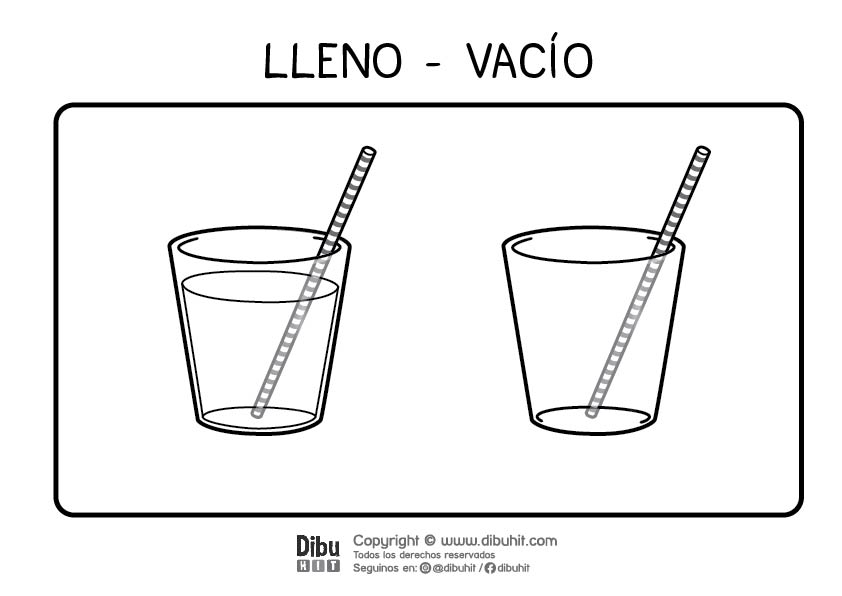 LLENO - VACÍO
Dibu
HIT
Copyright © www.dibuhit.com
Todos los derechos reservados
Seguinos en: @dibuhit / dibuhit